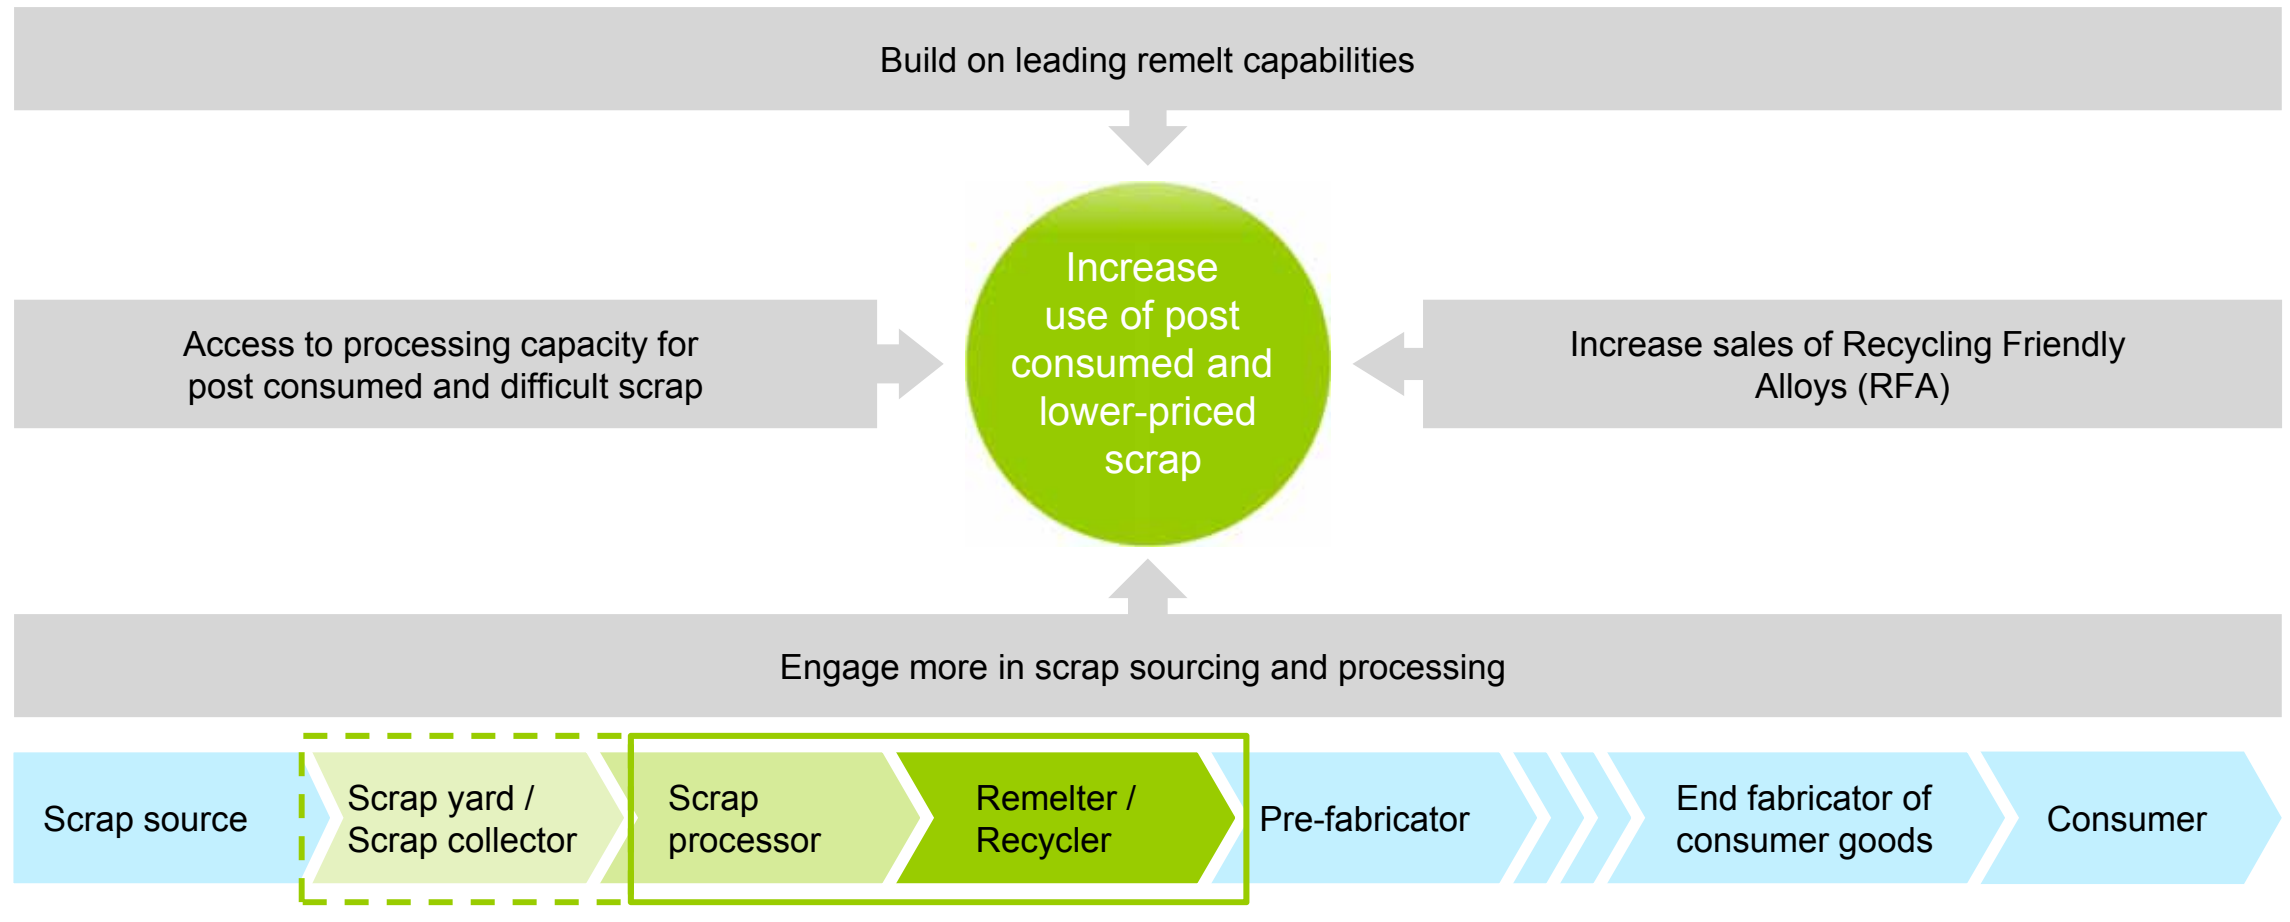 Build on leading remelt capabilities
Access to processing capacity for
post consumed and difficult scrap
Increase
use of post
consumed and
lower-priced
scrap
Increase sales of Recycling Friendly
Alloys (RFA)
Engage more in scrap sourcing and processing
Scrap source
Scrap yard /
Scrap collector
Scrap
processor
Remelter /
Recycler
Pre-fabricator
End fabricator of
consumer goods
Consumer